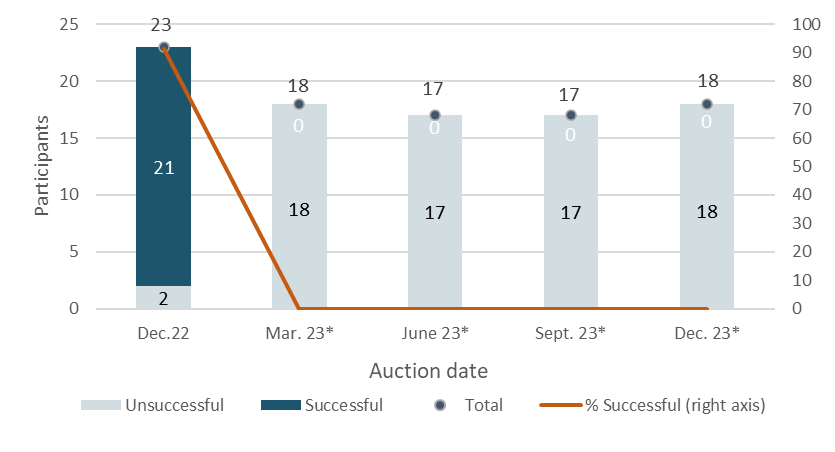 25
20
15
10
5
0
Participants
100
90
80
70
60
50
40
30
20
10
0
23
21
2
18
0
18
17
0
17
17
0
17
18
0
18
Dec.22
Mar. 23*
June 23*
Sept. 23*
Dec. 23*
Auction date
Unsuccessful
Successful
Total
% Successful (right axis)